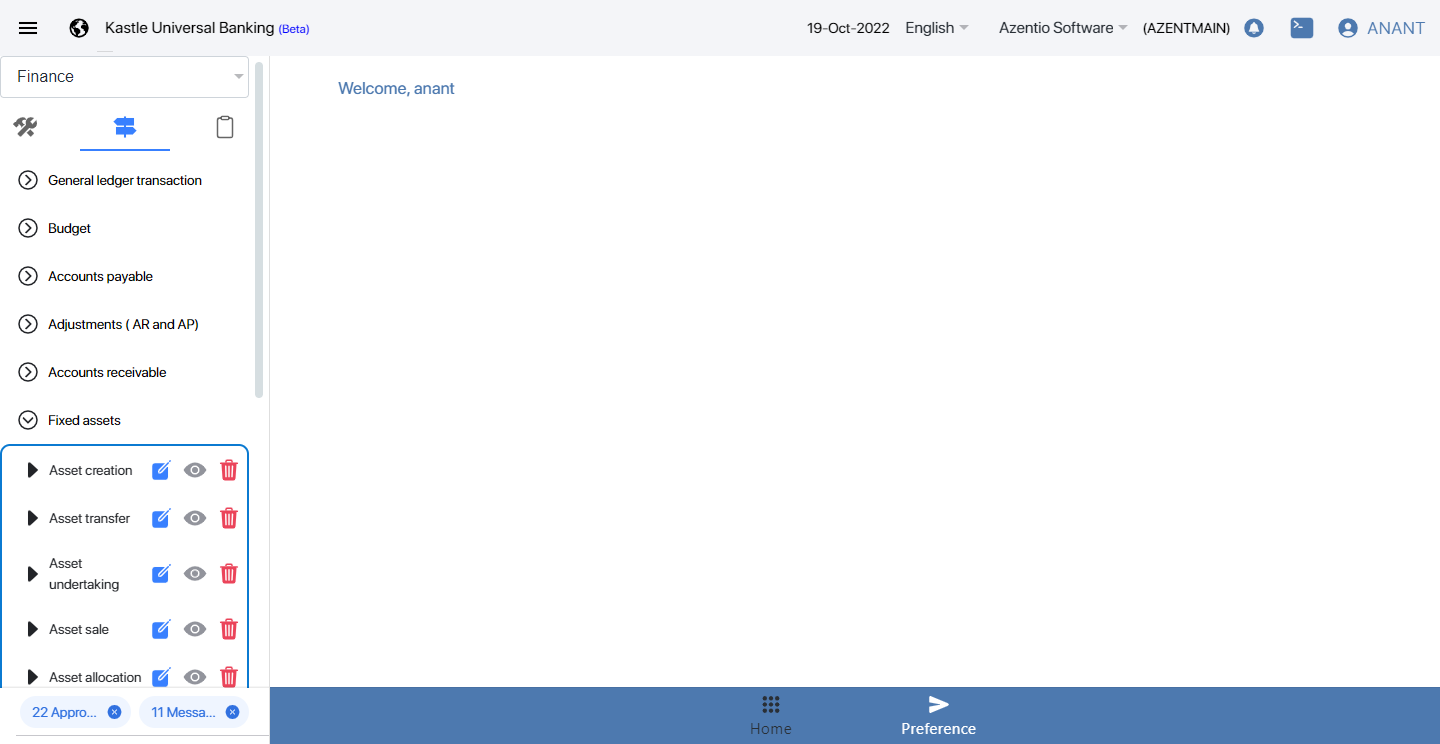 Kastle Universal Banking (Beta)
19-Oct-2022 English Azentio Software (AZENTMAIN) ANANT
Finance
Welcome, anant
General ledger transaction
Budget
Accounts payable
Adjustments ( AR and AP)
Accounts receivable
Fixed assets
Asset creation
Asset transfer
Asset
undertaking
Asset sale
Asset allocation
22 Appro... 11 Messa...
Home
Preference